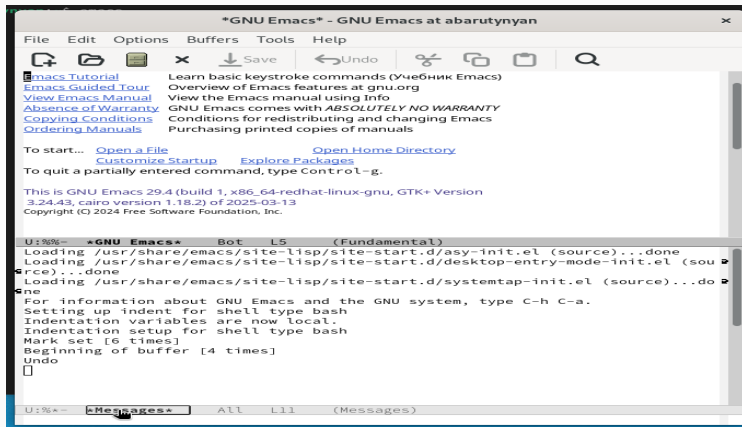 *GNU Emacs* - GNU Emacs at abarutynyan
File Edit Options Buffers Tools Help
Save Undo
Emacs Tutorial Learn basic keystroke commands (Учебник Emacs)
Emacs Guided Tour Overview of Emacs features at gnu.org
View Emacs Manual View the Emacs manual using Info
Absence of Warranty GNU Emacs comes with ABSOLUTELY NO WARRANTY
Copying Conditions Conditions for redistributing and changing Emacs
Ordering Manuals Purchasing printed copies of manuals
To start... Open a File Open Home Directory
Customize Startup Explore Packages
To quit a partially entered command, type Control-g.
This is GNU Emacs 29.4 (build 1, x86_64-redhat-linux-gnu, GTK+ Version
3.24.43, cairo version 1.18.2) of 2025-03-13
Copyright (C) 2024 Free Software Foundation, Inc.
U:%%- *GNU Emacs* Bot L5 (Fundamental)
Loading /usr/share/emacs/site-lisp/site-start.d/asy-init.el (source)...done
Loading /usr/share/emacs/site-lisp/site-start.d/desktop-entry-mode-init.el (sou
rce)...done
Loading /usr/share/emacs/site-lisp/site-start.d/systemtap-init.el (source)...do
ne
For information about GNU Emacs and the GNU system, type C-h C-a.
Setting up indent for shell type bash
Indentation variables are now local.
Indentation setup for shell type bash
Mark set [6 times]
Beginning of buffer [4 times]
Undo
U:%*- *Messages* All L11 (Messages)